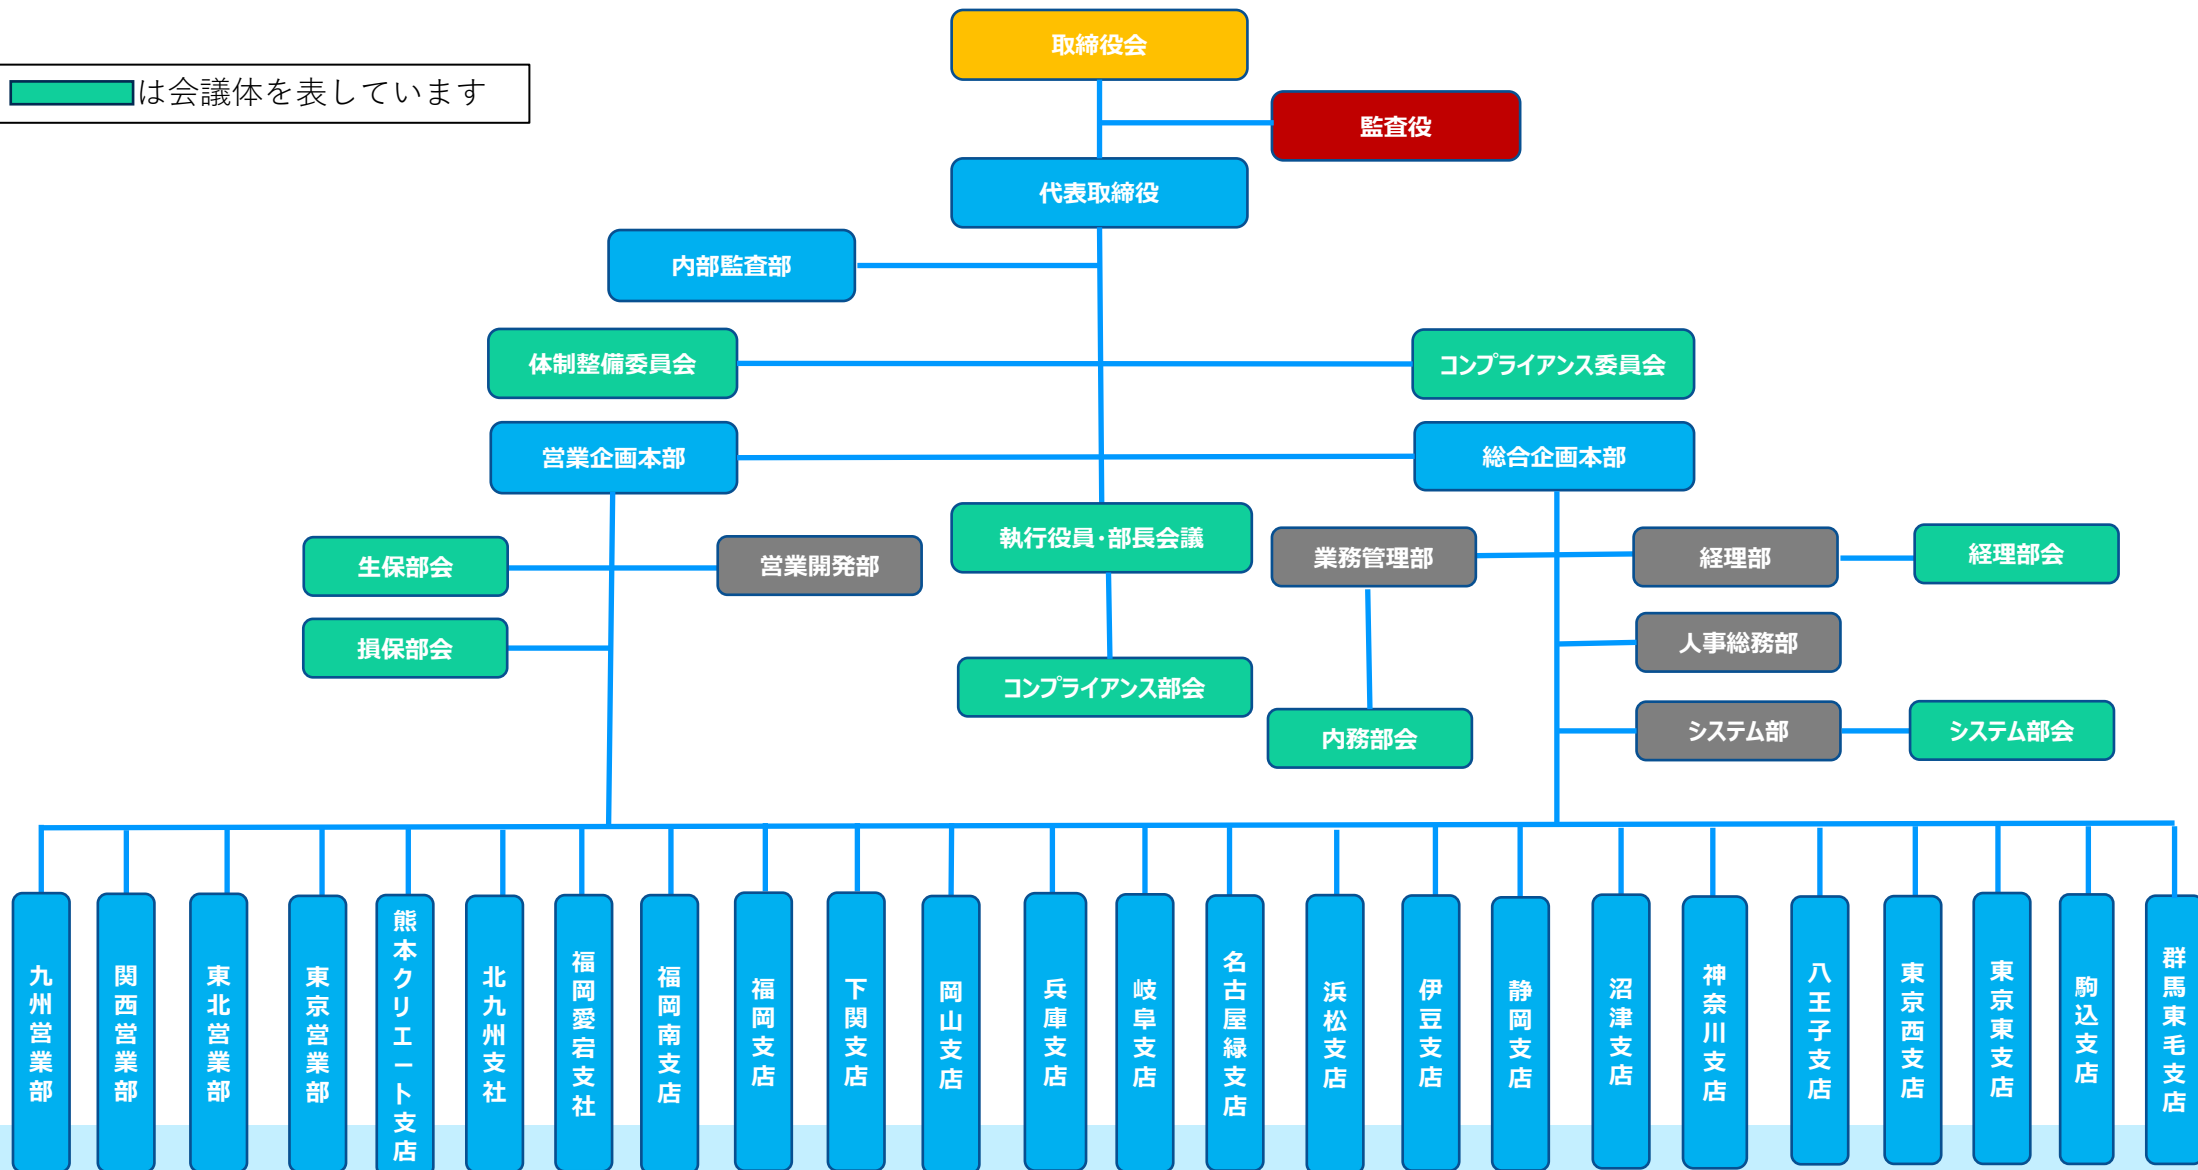 取締役会
は会議体を表しています
監査役
代表取締役
内部監査部
体制整備委員会
コンプライアンス委員会
営業企画本部
総合企画本部
執行役員・部長会議
生保部会
営業開発部
業務管理部
経理部
経理部会
損保部会
人事総務部
コンプライアンス部会
内務部会
システム部
システム部会
九州営業部
関西営業部
東北営業部
東京営業部
熊本クリエート支店
北九州支社
福岡愛宕支社
福岡南支店
福岡支店
下関支店
岡山支店
兵庫支店
岐阜支店
名古屋緑支店
浜松支店
伊豆支店
静岡支店
沼津支店
神奈川支店
八王子支店
東京西支店
東京東支店
駒込支店
群馬東毛支店